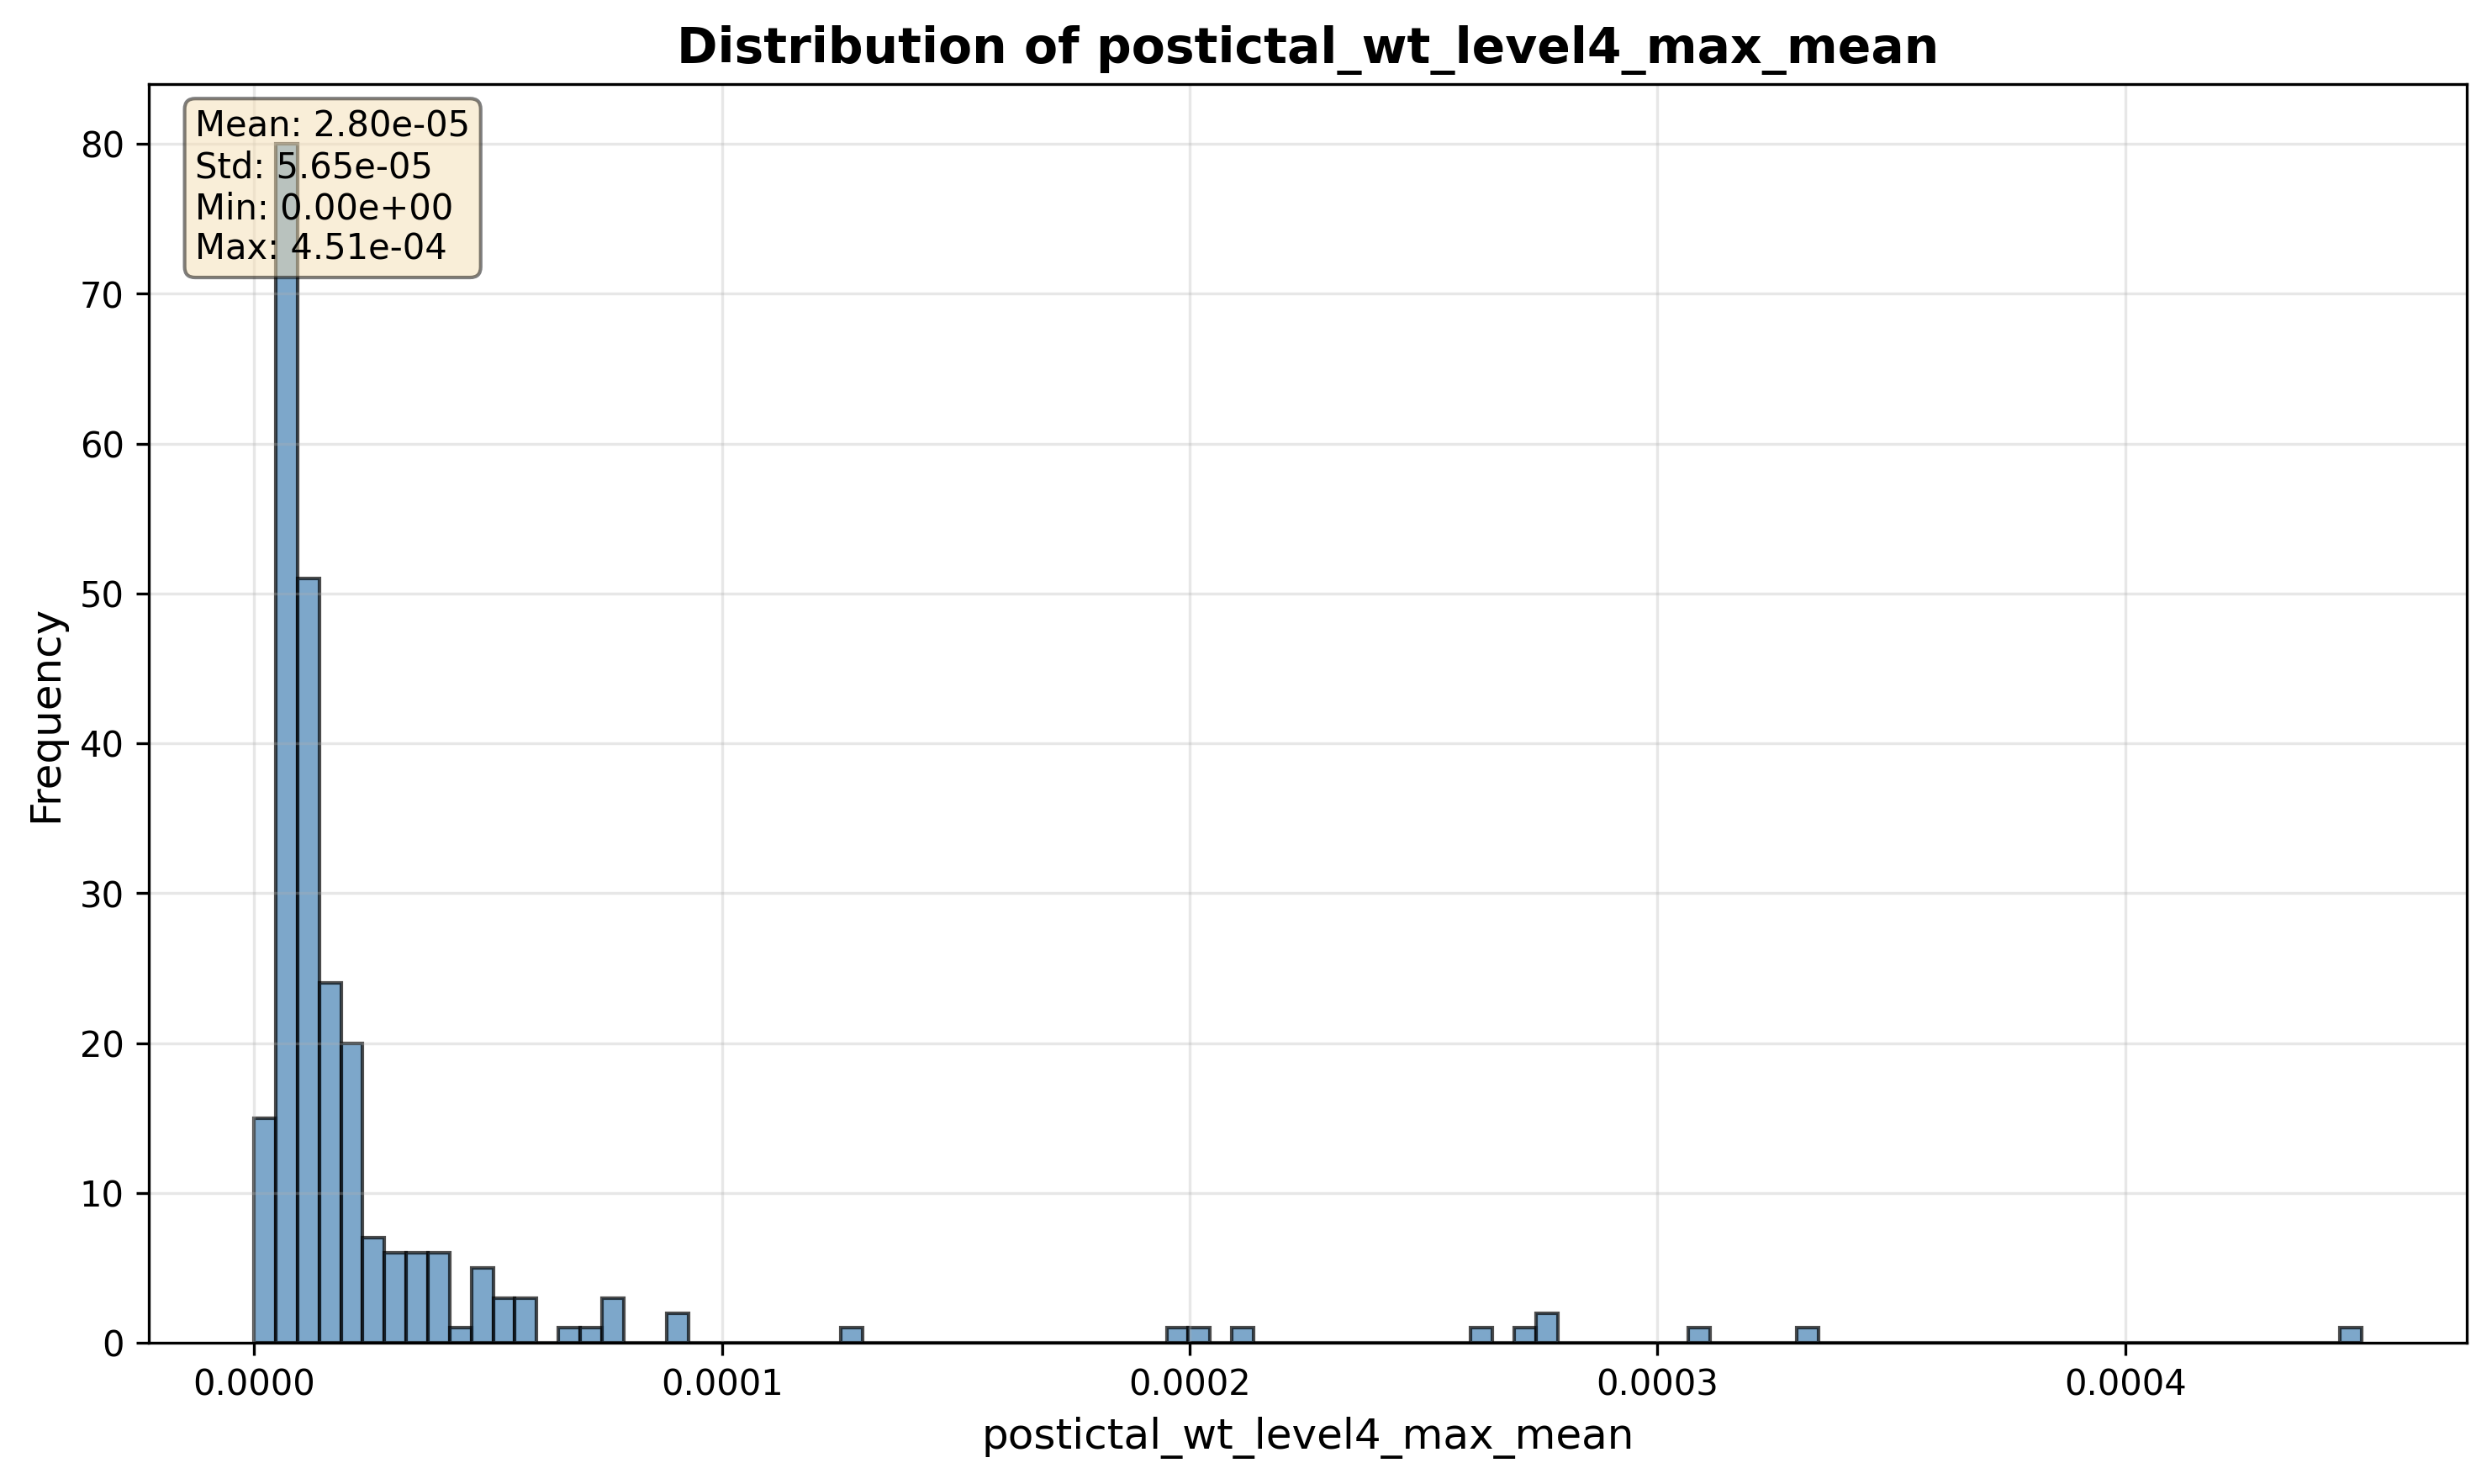 Distribution of postictal_wt_level4_max_mean
Mean: 2.80e-05
Std: 5.65e-05
Min: 0.00e+00
Max: 4.51e-04
80
70
60
50
40
30
20
10
0
Frequency
0.0000 0.0001 0.0002 0.0003 0.0004
postictal_wt_level4_max_mean